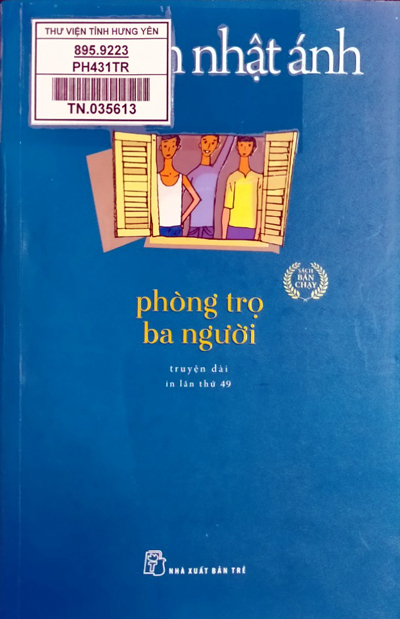 THƯ VIỆN TỈNH HƯNG YÊN
895.9223
PH431TR
TN.035613
nhật ánh
phòng trọ
ba người
SÁCH
BÁN
CHẠY
truyện dài
in lần thứ 49
NHÀ XUẤT BẢN TRẺ